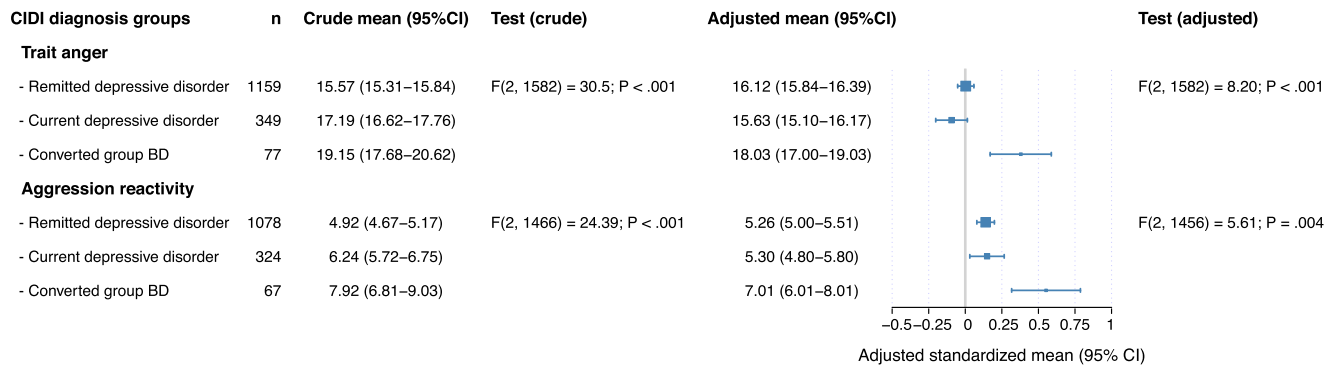 CIDI diagnosis groups n Crude mean (95%CI) Test (crude) Adjusted mean (95%CI) Test (adjusted)
Trait anger
- Remitted depressive disorder 1159 15.57 (15.31−15.84) F(2, 1582) = 30.5; P < .001 16.12 (15.84−16.39) F(2, 1582) = 8.20; P < .001
- Current depressive disorder 349 17.19 (16.62−17.76) 15.63 (15.10−16.17)
- Converted group BD 77 19.15 (17.68−20.62) 18.03 (17.00−19.03)
Aggression reactivity
- Remitted depressive disorder 1078 4.92 (4.67−5.17) F(2, 1466) = 24.39; P < .001 5.26 (5.00−5.51) F(2, 1456) = 5.61; P = .004
- Current depressive disorder 324 6.24 (5.72−6.75) 5.30 (4.80−5.80)
- Converted group BD 67 7.92 (6.81−9.03) 7.01 (6.01−8.01)
−0.5 −0.25 0 0.25 0.5 0.75 1
Adjusted standardized mean (95% CI)